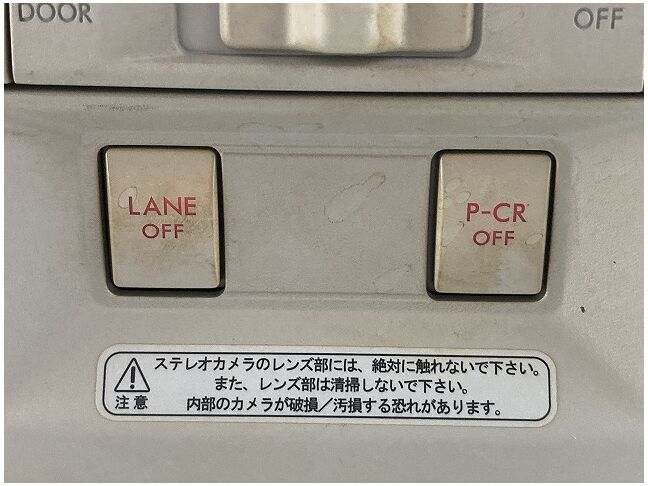 DOOR
OFF
LANE
OFF
P-CR
OFF
ステレオカメラのレンズ部には、絶対に触れないで下さい。
また、レンズ部は清掃しないで下さい。
内部のカメラが破損／汚損する恐れがあります。
注意